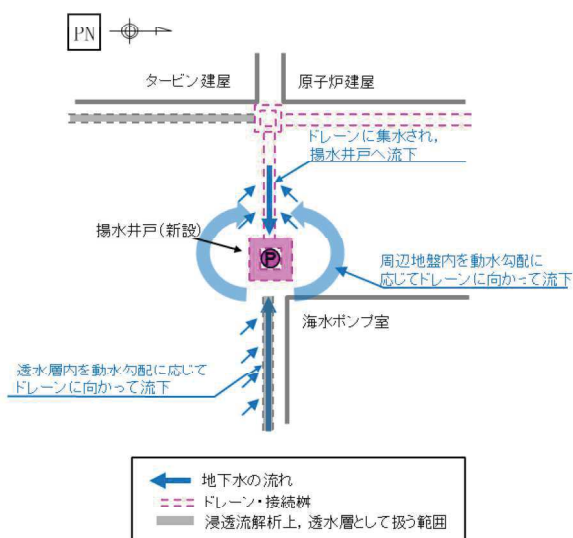 PN
タービン建屋
原子炉建屋
ドレーンに集水され，
揚水井戸へ流下
揚水井戸（新設）
P
周辺地盤内を動水勾配に
応じてドレーンに向かって流下
海水ポンプ室
透水層内を動水勾配に応じて
ドレーンに向かって流下
地下水の流れ
ドレーン・接続桝
浸透流解析上，透水層として扱う範囲